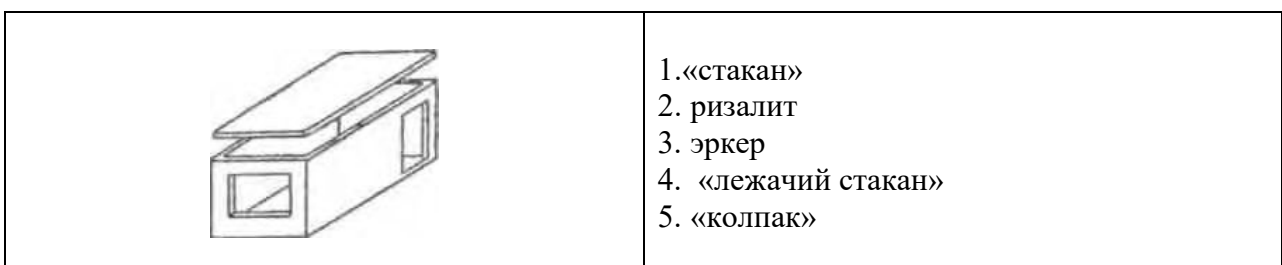 1.«стакан»
2. ризалит
3. эркер
4. «лежачий стакан»
5. «колпак»